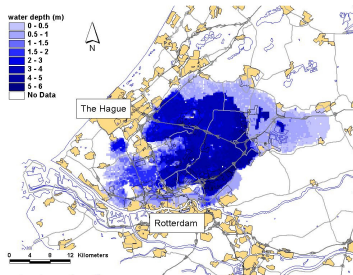 water depth (m)
0 - 0.5
0.5 - 1
1 - 1.5
1.5 - 2
2 - 3
3 - 4
4 - 5
5 - 6
No Data
N
The Hague
Rotterdam
8 0 4 8 12 Kilometers